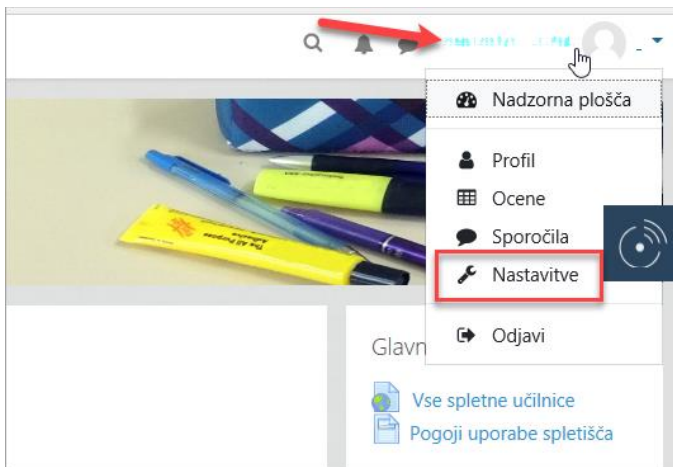 Nadzorna plošča
Profil
Ocene
Sporočila
Nastavitve
Odjavi
Glavn
Vse spletne učilnice
Pogoji uporabe spletišča